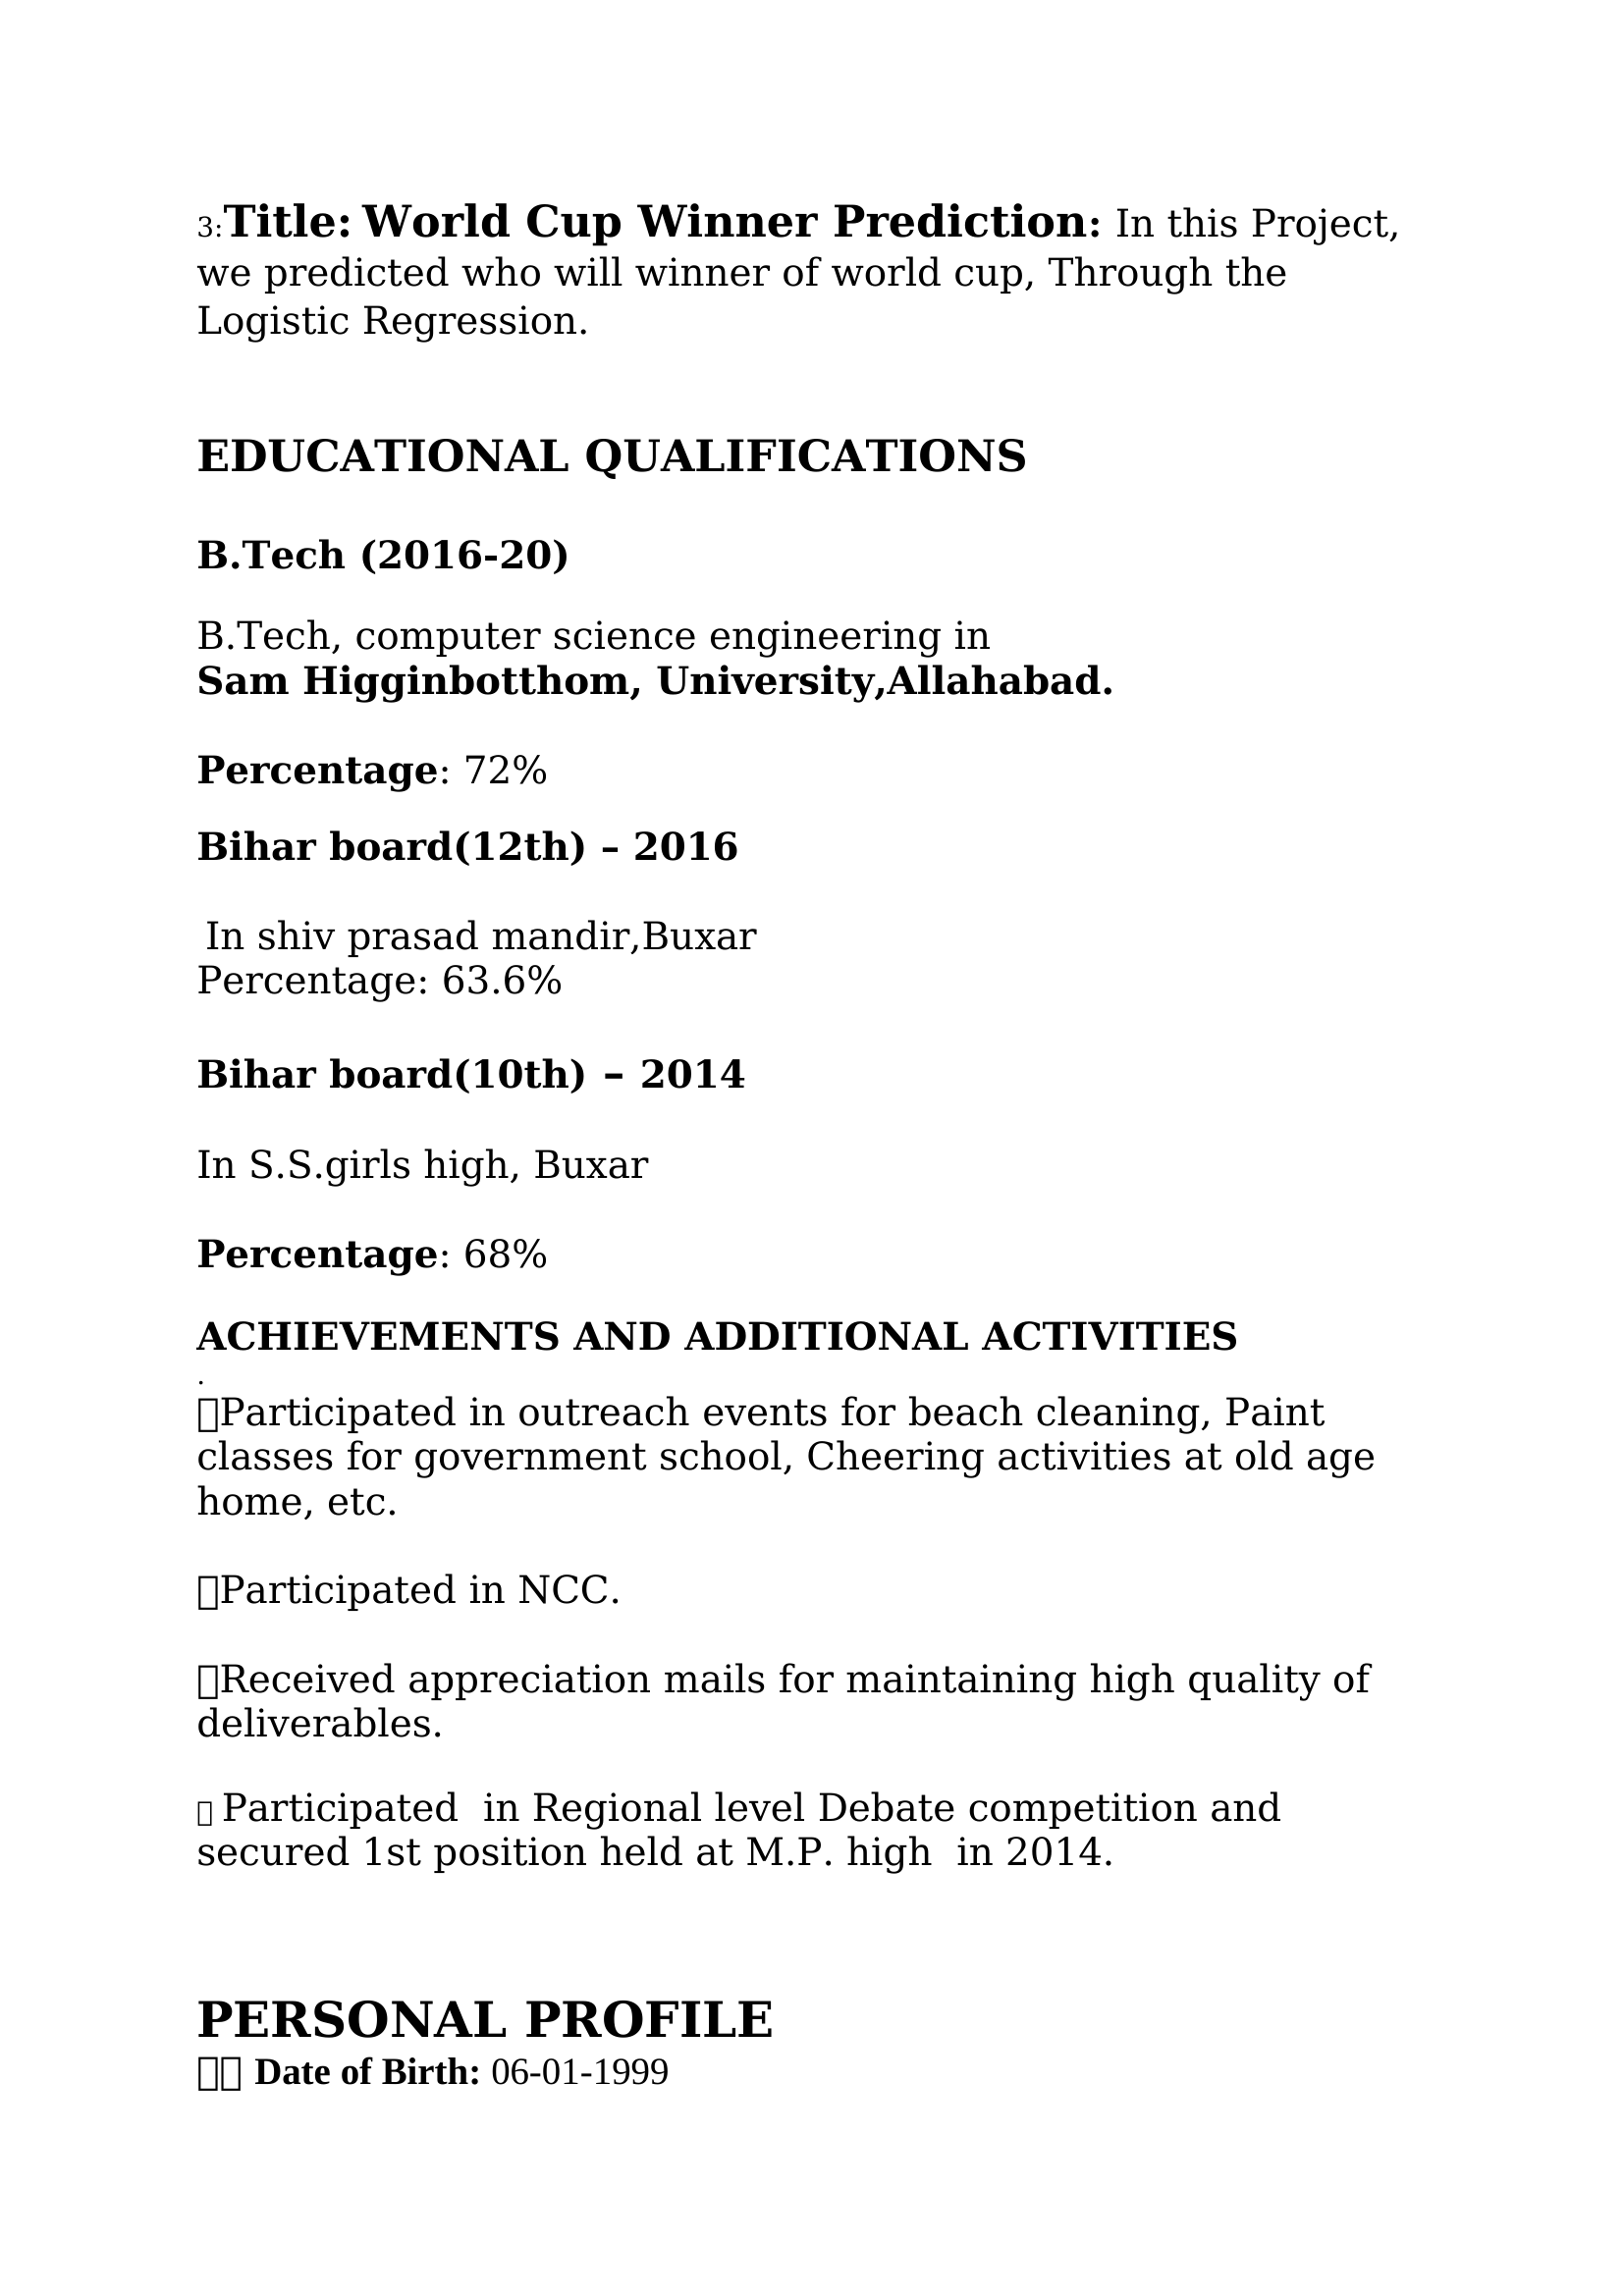 3:Title: World Cup Winner Prediction: In this Project,
we predicted who will winner of world cup, Through the
Logistic Regression.
EDUCATIONAL QUALIFICATIONS
B.Tech (2016-20)
B.Tech, computer science engineering in
Sam Higginbotthom, University,Allahabad.
Percentage: 72%
Bihar board(12th) – 2016
In shiv prasad mandir,Buxar
Percentage: 63.6%
Bihar board(10th) – 2014
In S.S.girls high, Buxar
Percentage: 68%
ACHIEVEMENTS AND ADDITIONAL ACTIVITIES
.
Participated in outreach events for beach cleaning, Paint
classes for government school, Cheering activities at old age
home, etc.
Participated in NCC.
Received appreciation mails for maintaining high quality of
deliverables.
Participated  in Regional level Debate competition and
secured 1st position held at M.P. high  in 2014.
PERSONAL PROFILE
Date of Birth: 06-01-1999